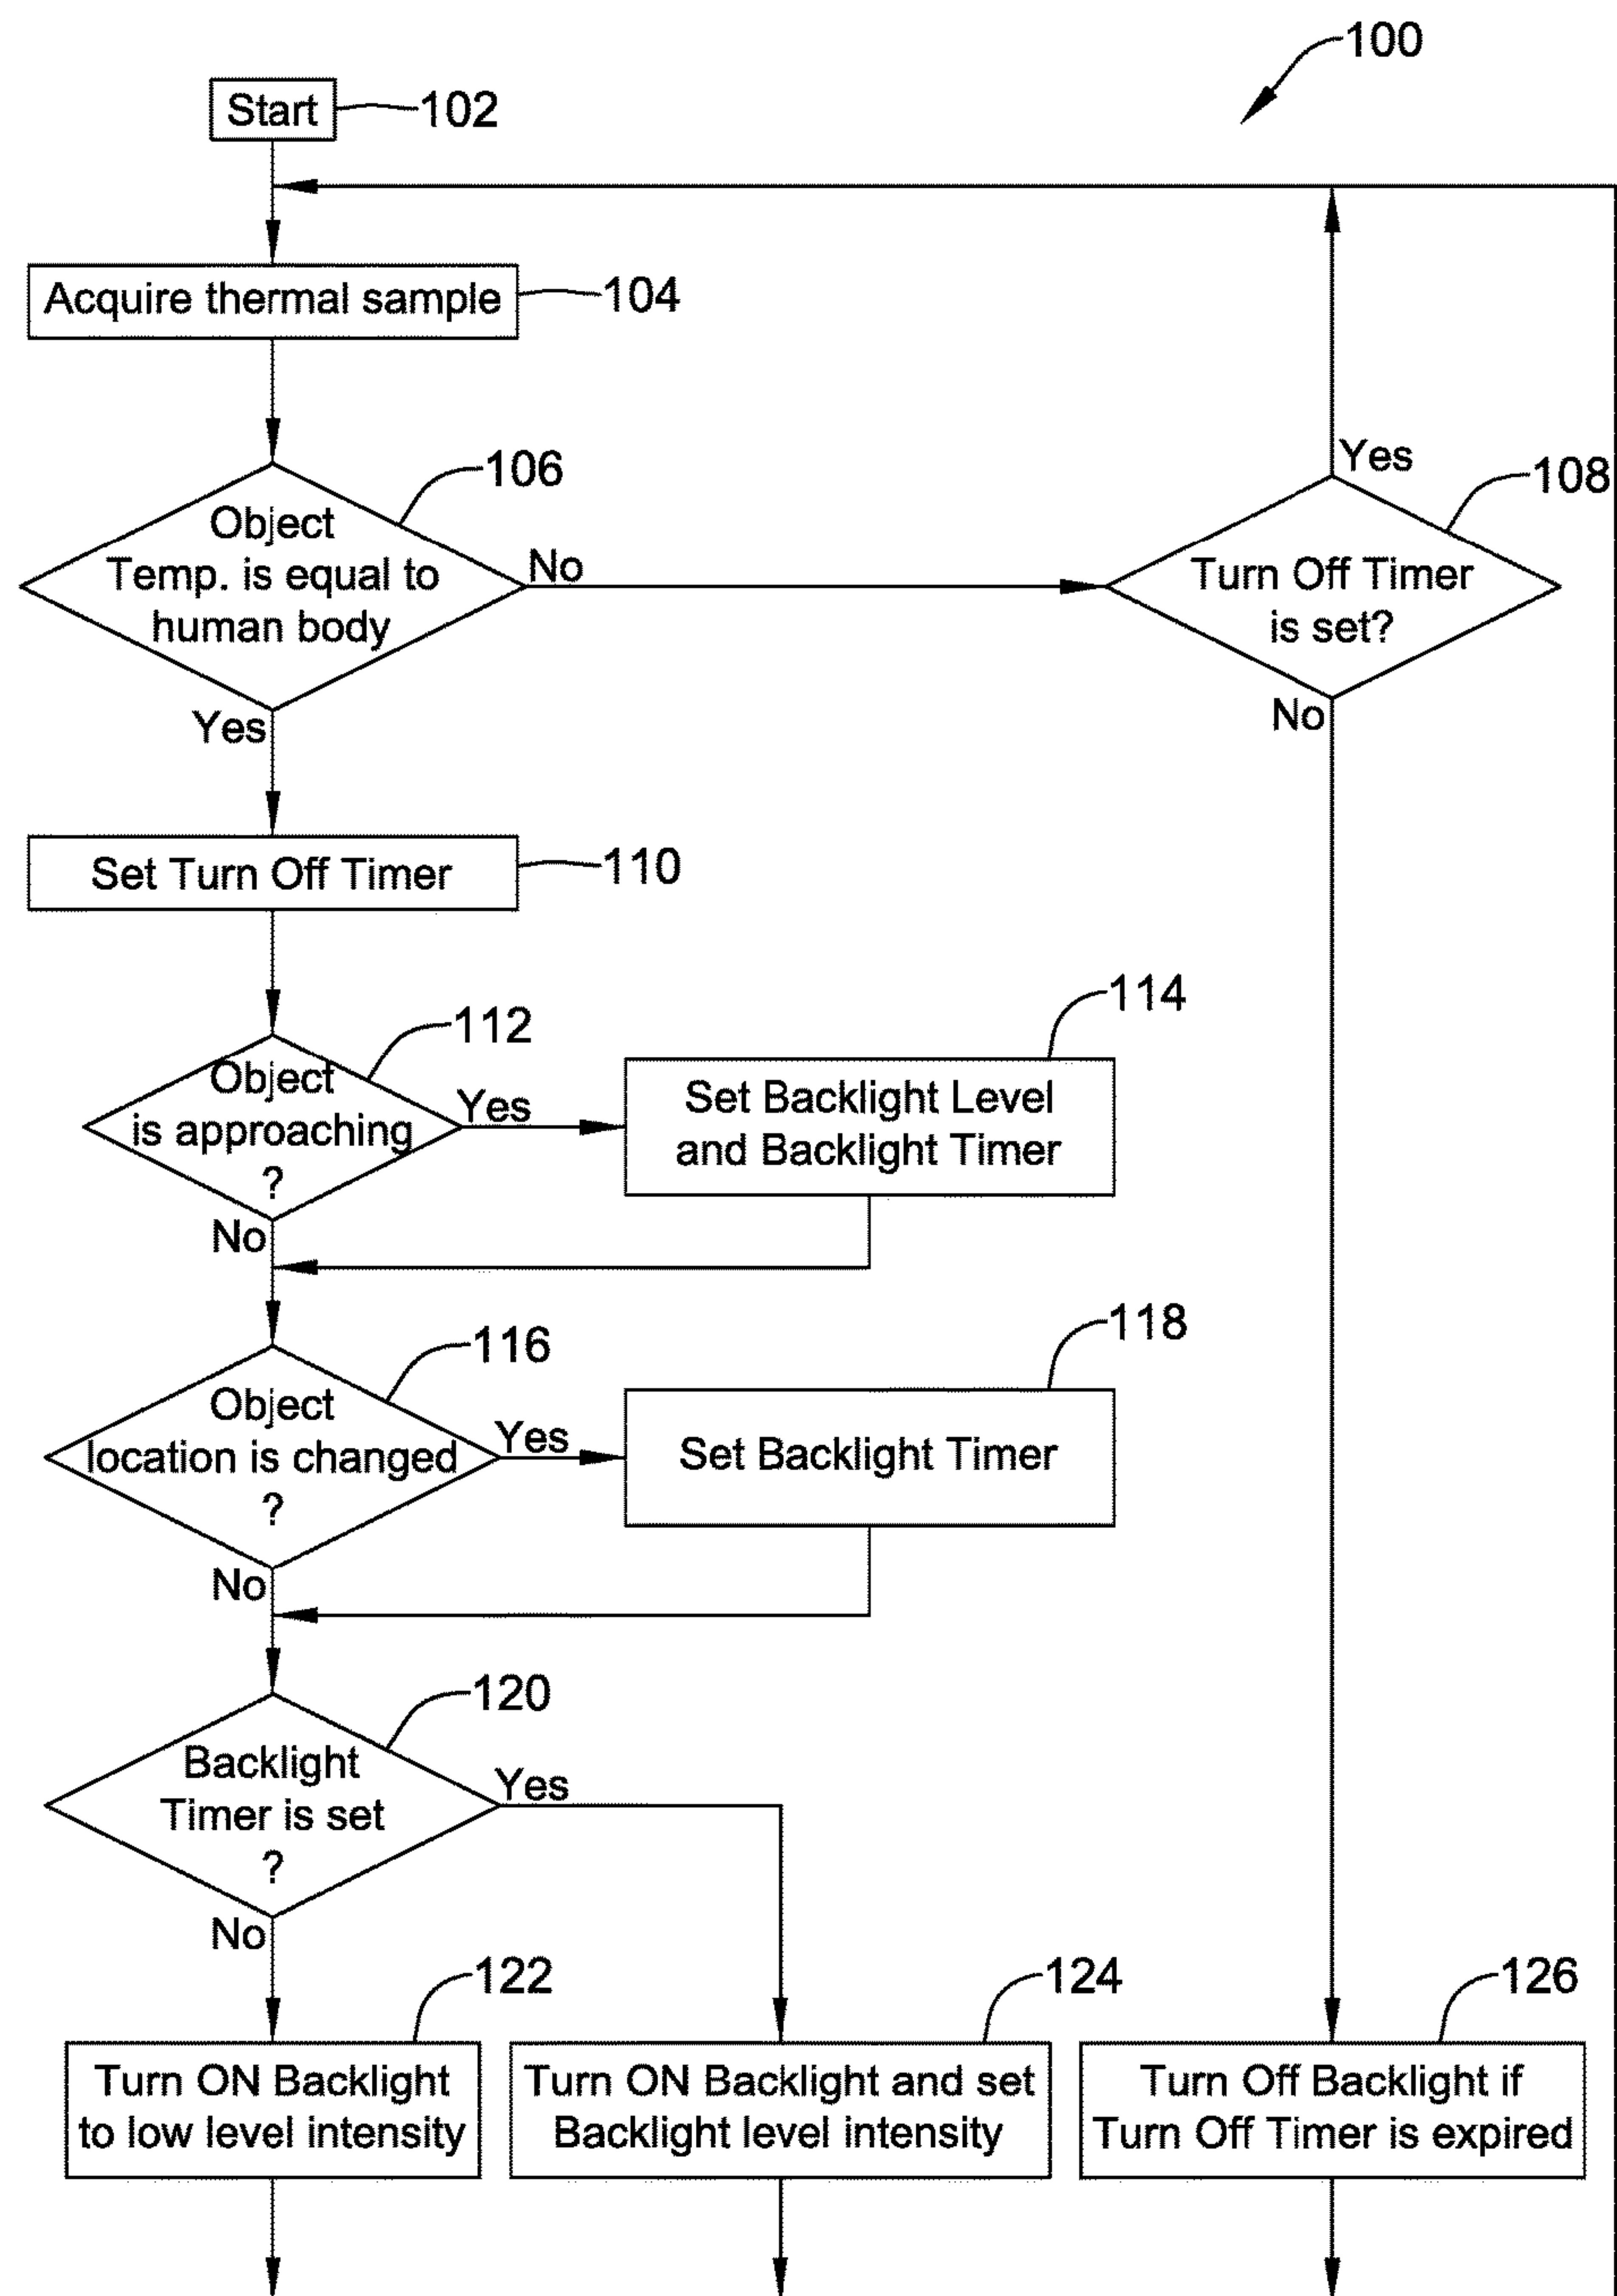 100
Start
102
Acquire thermal sample
104
106
Object
Temp. is equal to
human body
No
Yes
Yes
108
Turn Off Timer
is set?
No
Set Turn Off Timer
110
112
Object
is approaching
?
Yes
No
114
Set Backlight Level
and Backlight Timer
116
Object
location is changed
?
Yes
No
118
Set Backlight Timer
120
Backlight
Timer is set
?
Yes
No
122
Turn ON Backlight
to low level intensity
124
Turn ON Backlight and set
Backlight level intensity
126
Turn Off Backlight if
Turn Off Timer is expired